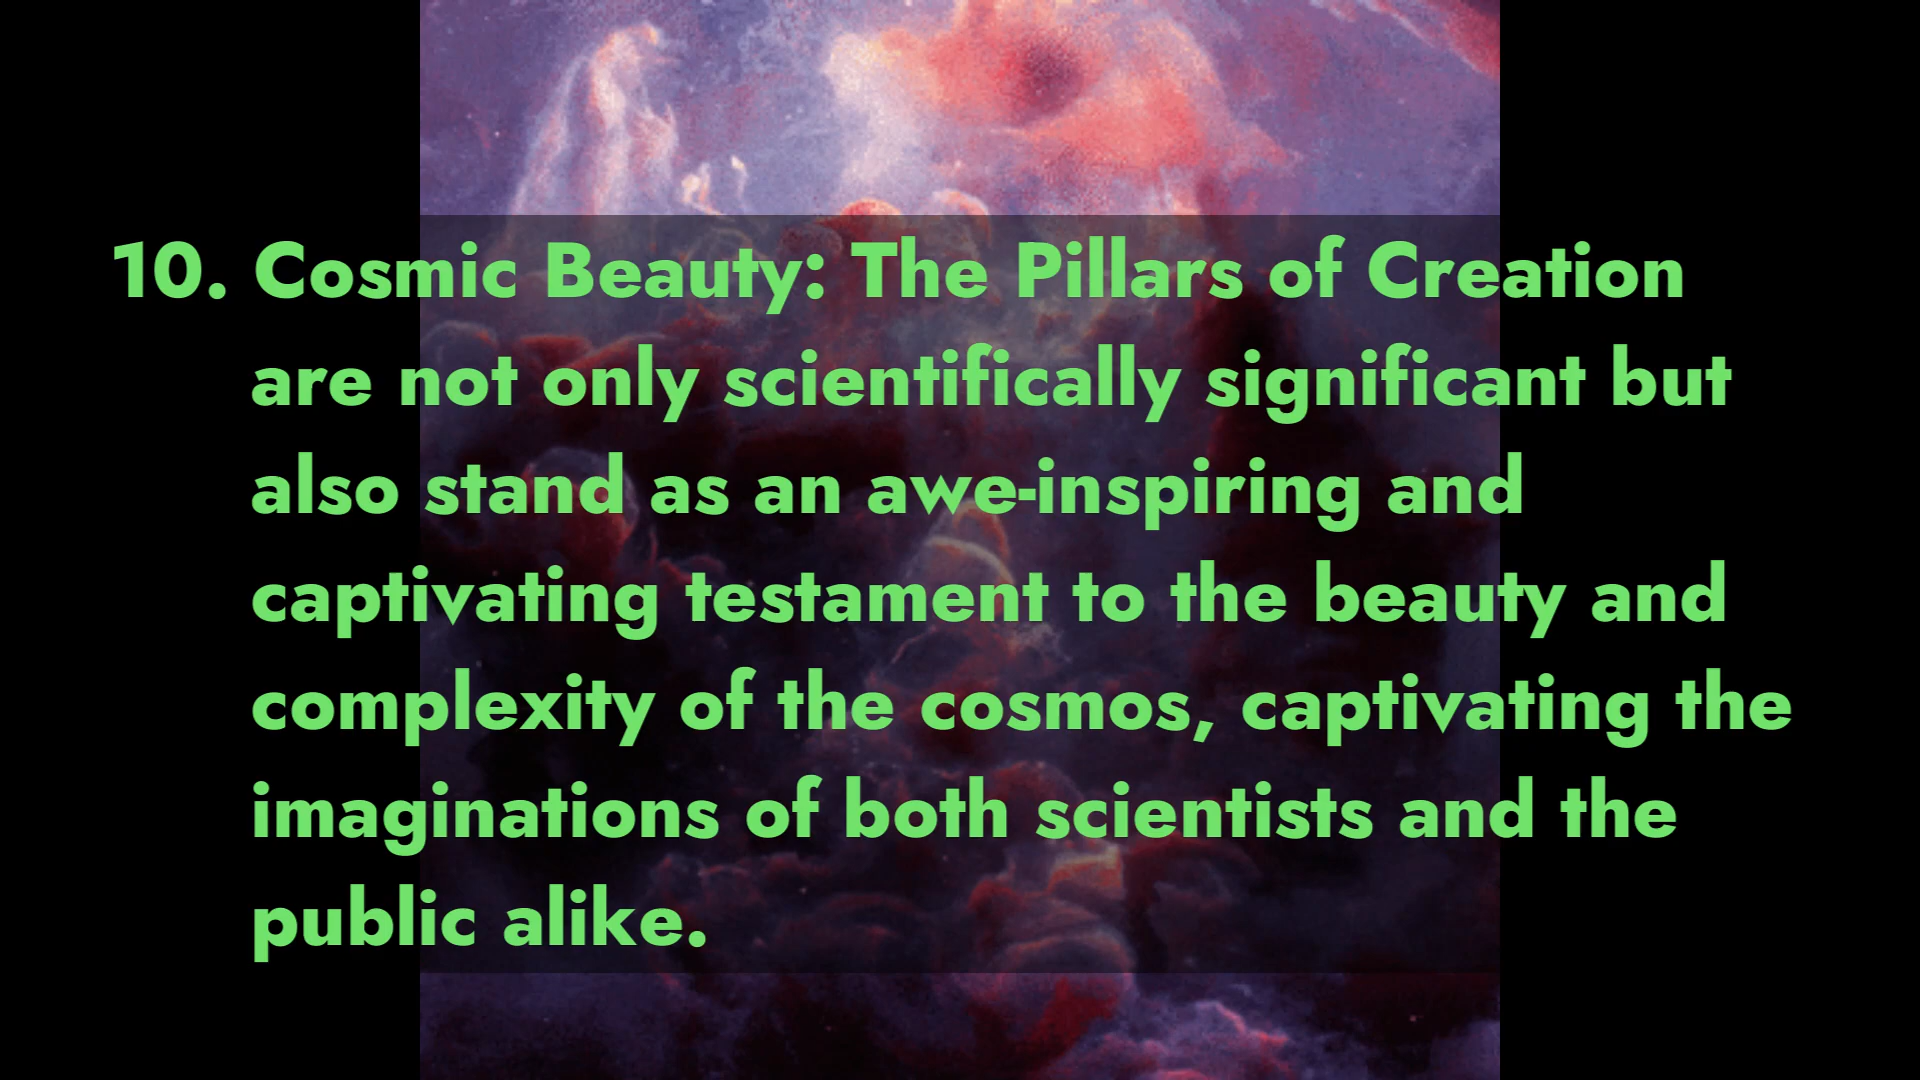 10. Cosmic Beauty: The Pillars of Creation
are not only scientifically significant but
also stand as an awe-inspiring and
captivating testament to the beauty and
complexity of the cosmos, captivating the
imaginations of both scientists and the
public alike.